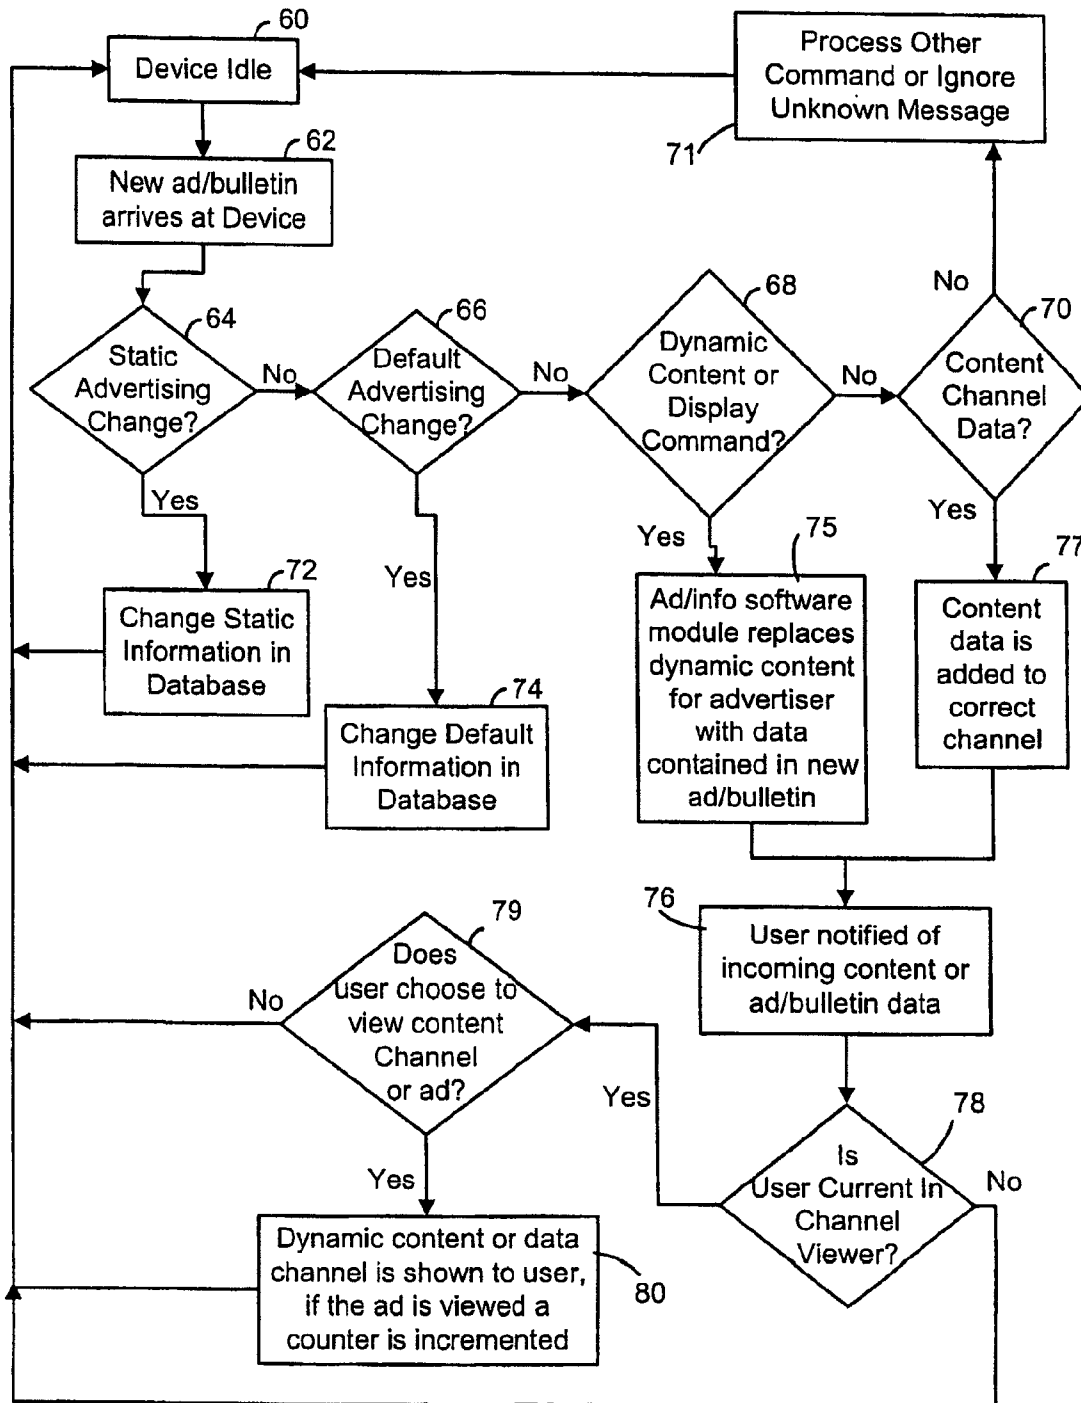 60
Device Idle
Process Other
Command or Ignore
Unknown Message
71
62
New ad/bulletin
arrives at Device
64
Static
Advertising
Change?
No
66
Default
Advertising
Change?
No
68
Dynamic
Content or
Display
Command?
No
No
70
Content
Channel
Data?
Yes
72
Change Static
Information in
Database
Yes
74
Change Default
Information in
Database
Yes
75
Ad/info software
module replaces
dynamic content
for advertiser
with data
contained in new
ad/bulletin
Yes
77
Content
data is
added to
correct
channel
76
User notified of
incoming content or
ad/bulletin data
79
Does
user choose to
view content
Channel
or ad?
No
Yes
78
Is
User Current In
Channel
Viewer?
No
Yes
Dynamic content or data
channel is shown to user,
if the ad is viewed a
counter is incremented
80